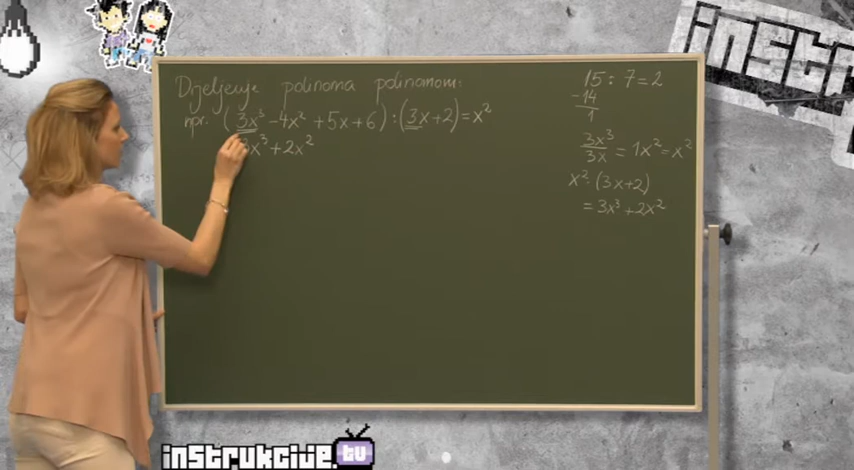 Dijeljenje polinoma polinomom:
npr. (3x³ - 4x² + 5x + 6) : (3x + 2) = x²
3x³ + 2x²
15 : 7 = 2
-14
1
3x³
3x = 1x² = x²
x² · (3x+2)
= 3x³ + 2x²
instrukcije.tv